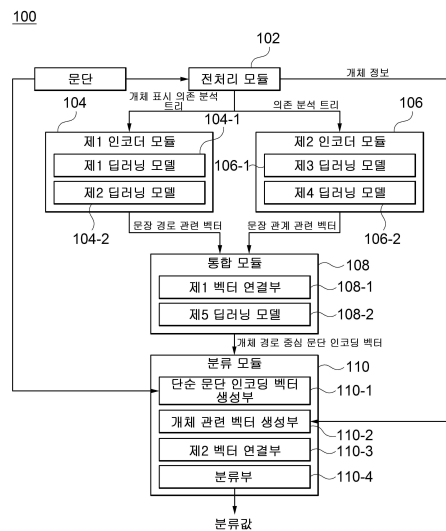 100
102
문단
전처리 모듈
개체 정보
개체 표시 의존 분석
트리
의존 분석 트리
104
104-1
106
제1 인코더 모듈
제1 딥러닝 모델
제2 딥러닝 모델
104-2
106-1
제2 인코더 모듈
제3 딥러닝 모델
제4 딥러닝 모델
106-2
문장 경로 관련 벡터
문장 관계 관련 벡터
통합 모듈
108
제1 벡터 연결부
108-1
제5 딥러닝 모델
108-2
개체 경로 중심 문단 인코딩 벡터
분류 모듈
110
단순 문단 인코딩 벡터
생성부
110-1
개체 관련 벡터 생성부
110-2
제2 벡터 연결부
110-3
분류부
110-4
분류값